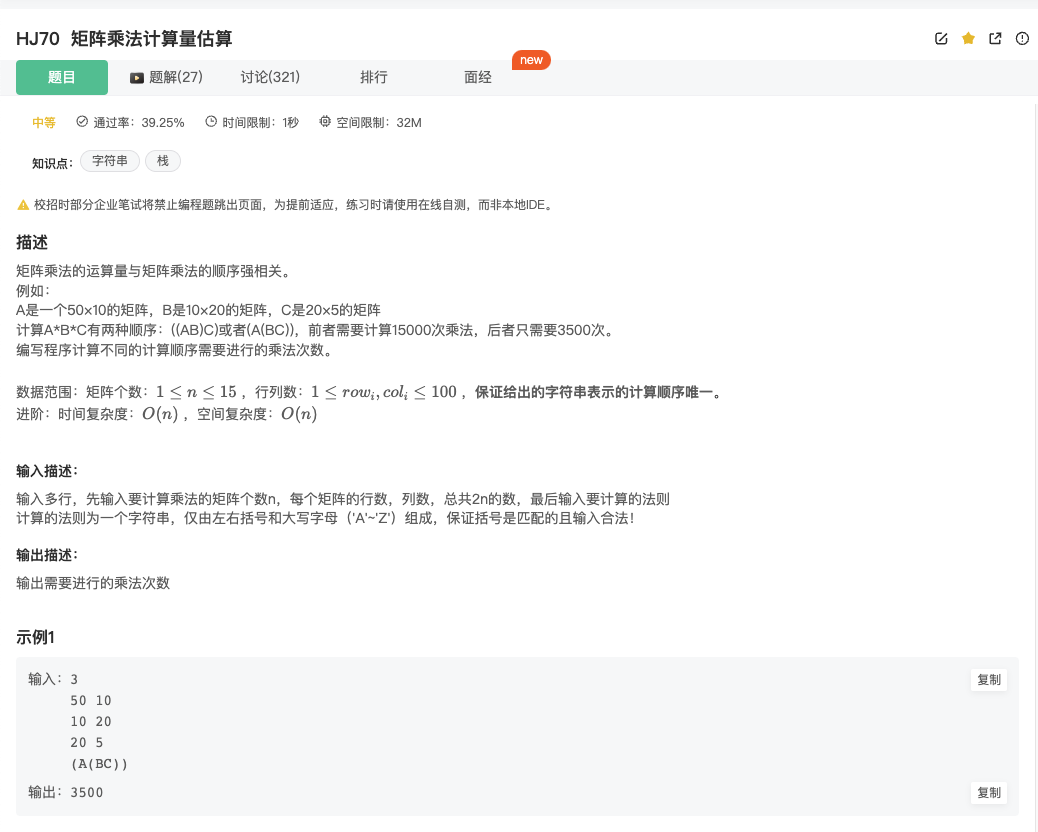 HJ70 矩阵乘法计算量估算
题目 题解(27) 讨论(321) 排行 面经 new
中等 通过率：39.25% 时间限制：1秒 空间限制：32M
知识点： 字符串 栈
校招时部分企业笔试将禁止编程题跳出页面，为提前适应，练习时请使用在线自测，而非本地IDE。
描述
矩阵乘法的运算量与矩阵乘法的顺序强相关。
例如：
A是一个50×10的矩阵，B是10×20的矩阵，C是20×5的矩阵
计算A*B*C有两种顺序：((AB)C)或者(A(BC))，前者需要计算15000次乘法，后者只需要3500次。
编写程序计算不同的计算顺序需要进行的乘法次数。
数据范围：矩阵个数：1 ≤ n ≤ 15 ，行列数：1 ≤ rowᵢ, colᵢ ≤ 100 ，保证给出的字符串表示的计算顺序唯一。
进阶：时间复杂度：O(n) ，空间复杂度：O(n)
输入描述：
输入多行，先输入要计算乘法的矩阵个数n，每个矩阵的行数，列数，总共2n的数，最后输入要计算的法则
计算的法则为一个字符串，仅由左右括号和大写字母（'A'~'Z'）组成，保证括号是匹配的且输入合法！
输出描述：
输出需要进行的乘法次数
示例1
输入：3 复制
50 10
10 20
20 5
(A(BC))
输出：3500 复制